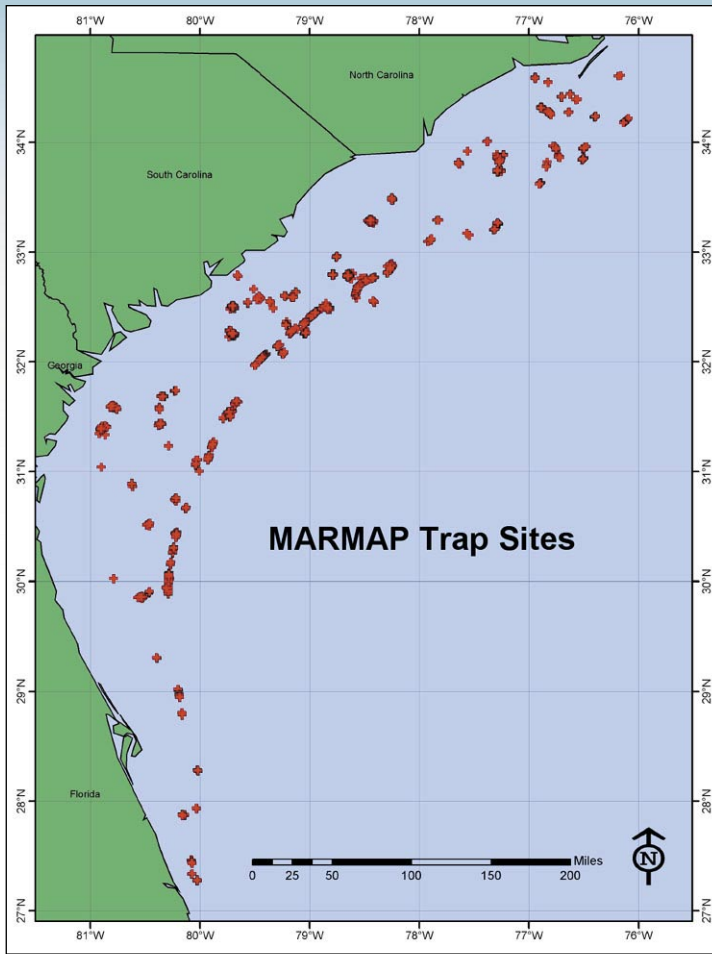 81°W 80°W 79°W 78°W 77°W 76°W
North Carolina
34°N 34°N
South Carolina
33°N 33°N
32°N 32°N
Georgia
31°N 31°N
MARMAP Trap Sites
30°N 30°N
29°N 29°N
28°N 28°N
Florida
Miles
0 25 50 100 150 200
N
27°N 27°N
81°W 80°W 79°W 78°W 77°W 76°W